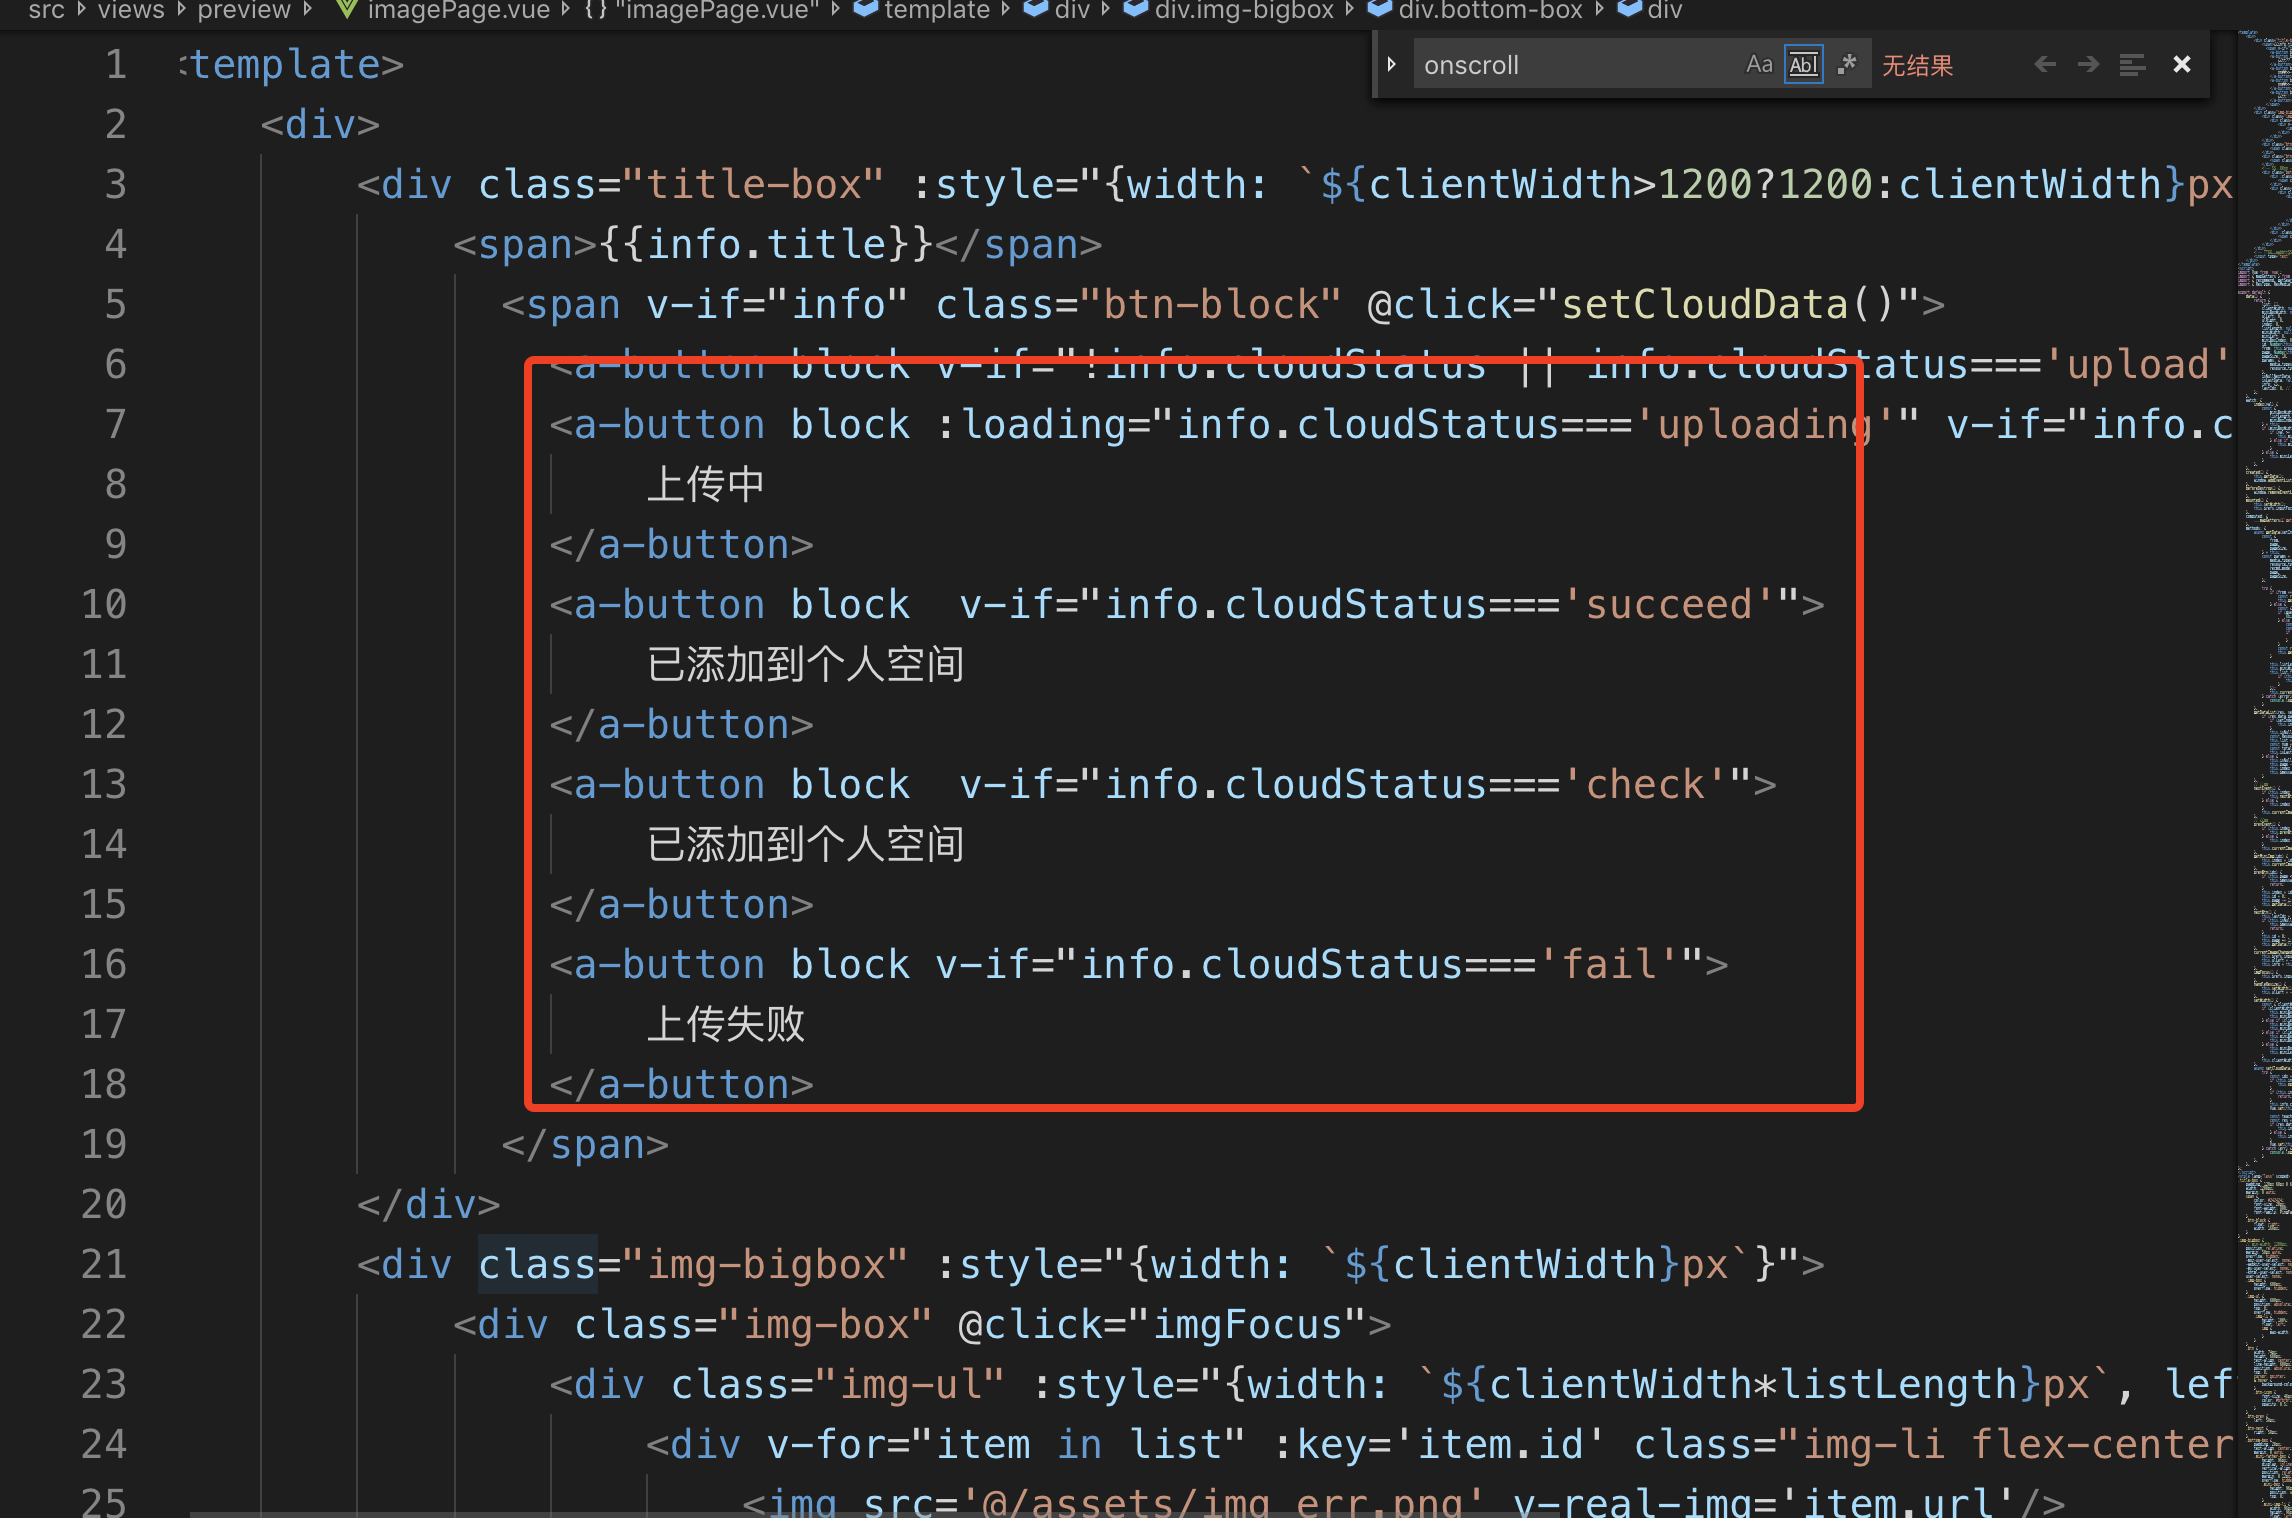 src views preview imagePage.vue {} "imagePage.vue" template div div.img-bigbox div.bottom-box div
onscroll Aa Abl .* 无结果
1 <template>
2 <div>
3 <div class="title-box" :style="{width: `${clientWidth>1200?1200:clientWidth}px
4 <span>{{info.title}}</span>
5 <span v-if="info" class="btn-block" @click="setCloudData()">
6 <a-button block v-if="!info.cloudStatus || info.cloudStatus==='upload'
7 <a-button block :loading="info.cloudStatus==='uploading'" v-if="info.c
8 上传中
9 </a-button>
10 <a-button block  v-if="info.cloudStatus==='succeed'">
11 已添加到个人空间
12 </a-button>
13 <a-button block  v-if="info.cloudStatus==='check'">
14 已添加到个人空间
15 </a-button>
16 <a-button block v-if="info.cloudStatus==='fail'">
17 上传失败
18 </a-button>
19 </span>
20 </div>
21 <div class="img-bigbox" :style="{width: `${clientWidth}px`}">
22 <div class="img-box" @click="imgFocus">
23 <div class="img-ul" :style="{width: `${clientWidth*listLength}px`, lef
24 <div v-for="item in list" :key='item.id' class="img-li flex-center
25 <img src='@/assets/img_err.png' v-real-img='item.url'/>